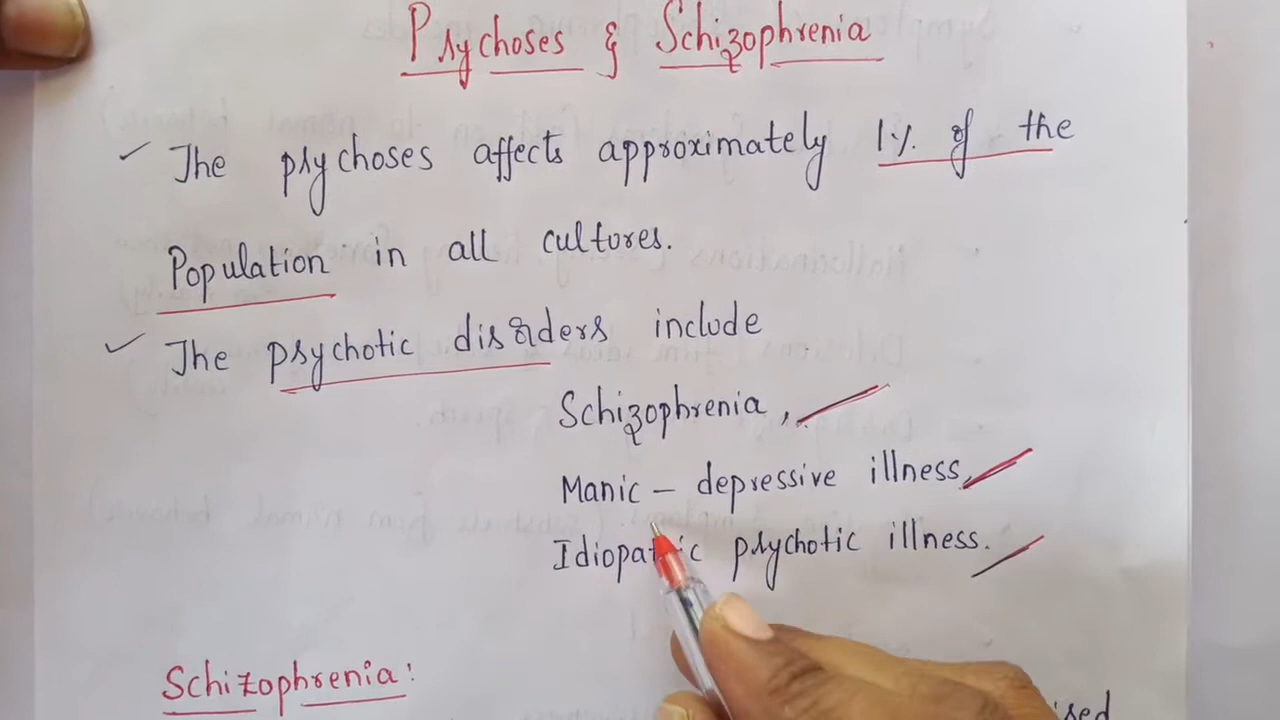 Psychoses & Schizophrenia
The psychoses affects approximately 1% of the
Population in all cultures.
The psychotic disorders include
Schizophrenia,
Manic - depressive illness,
psychotic illness.
Schizophrenia: